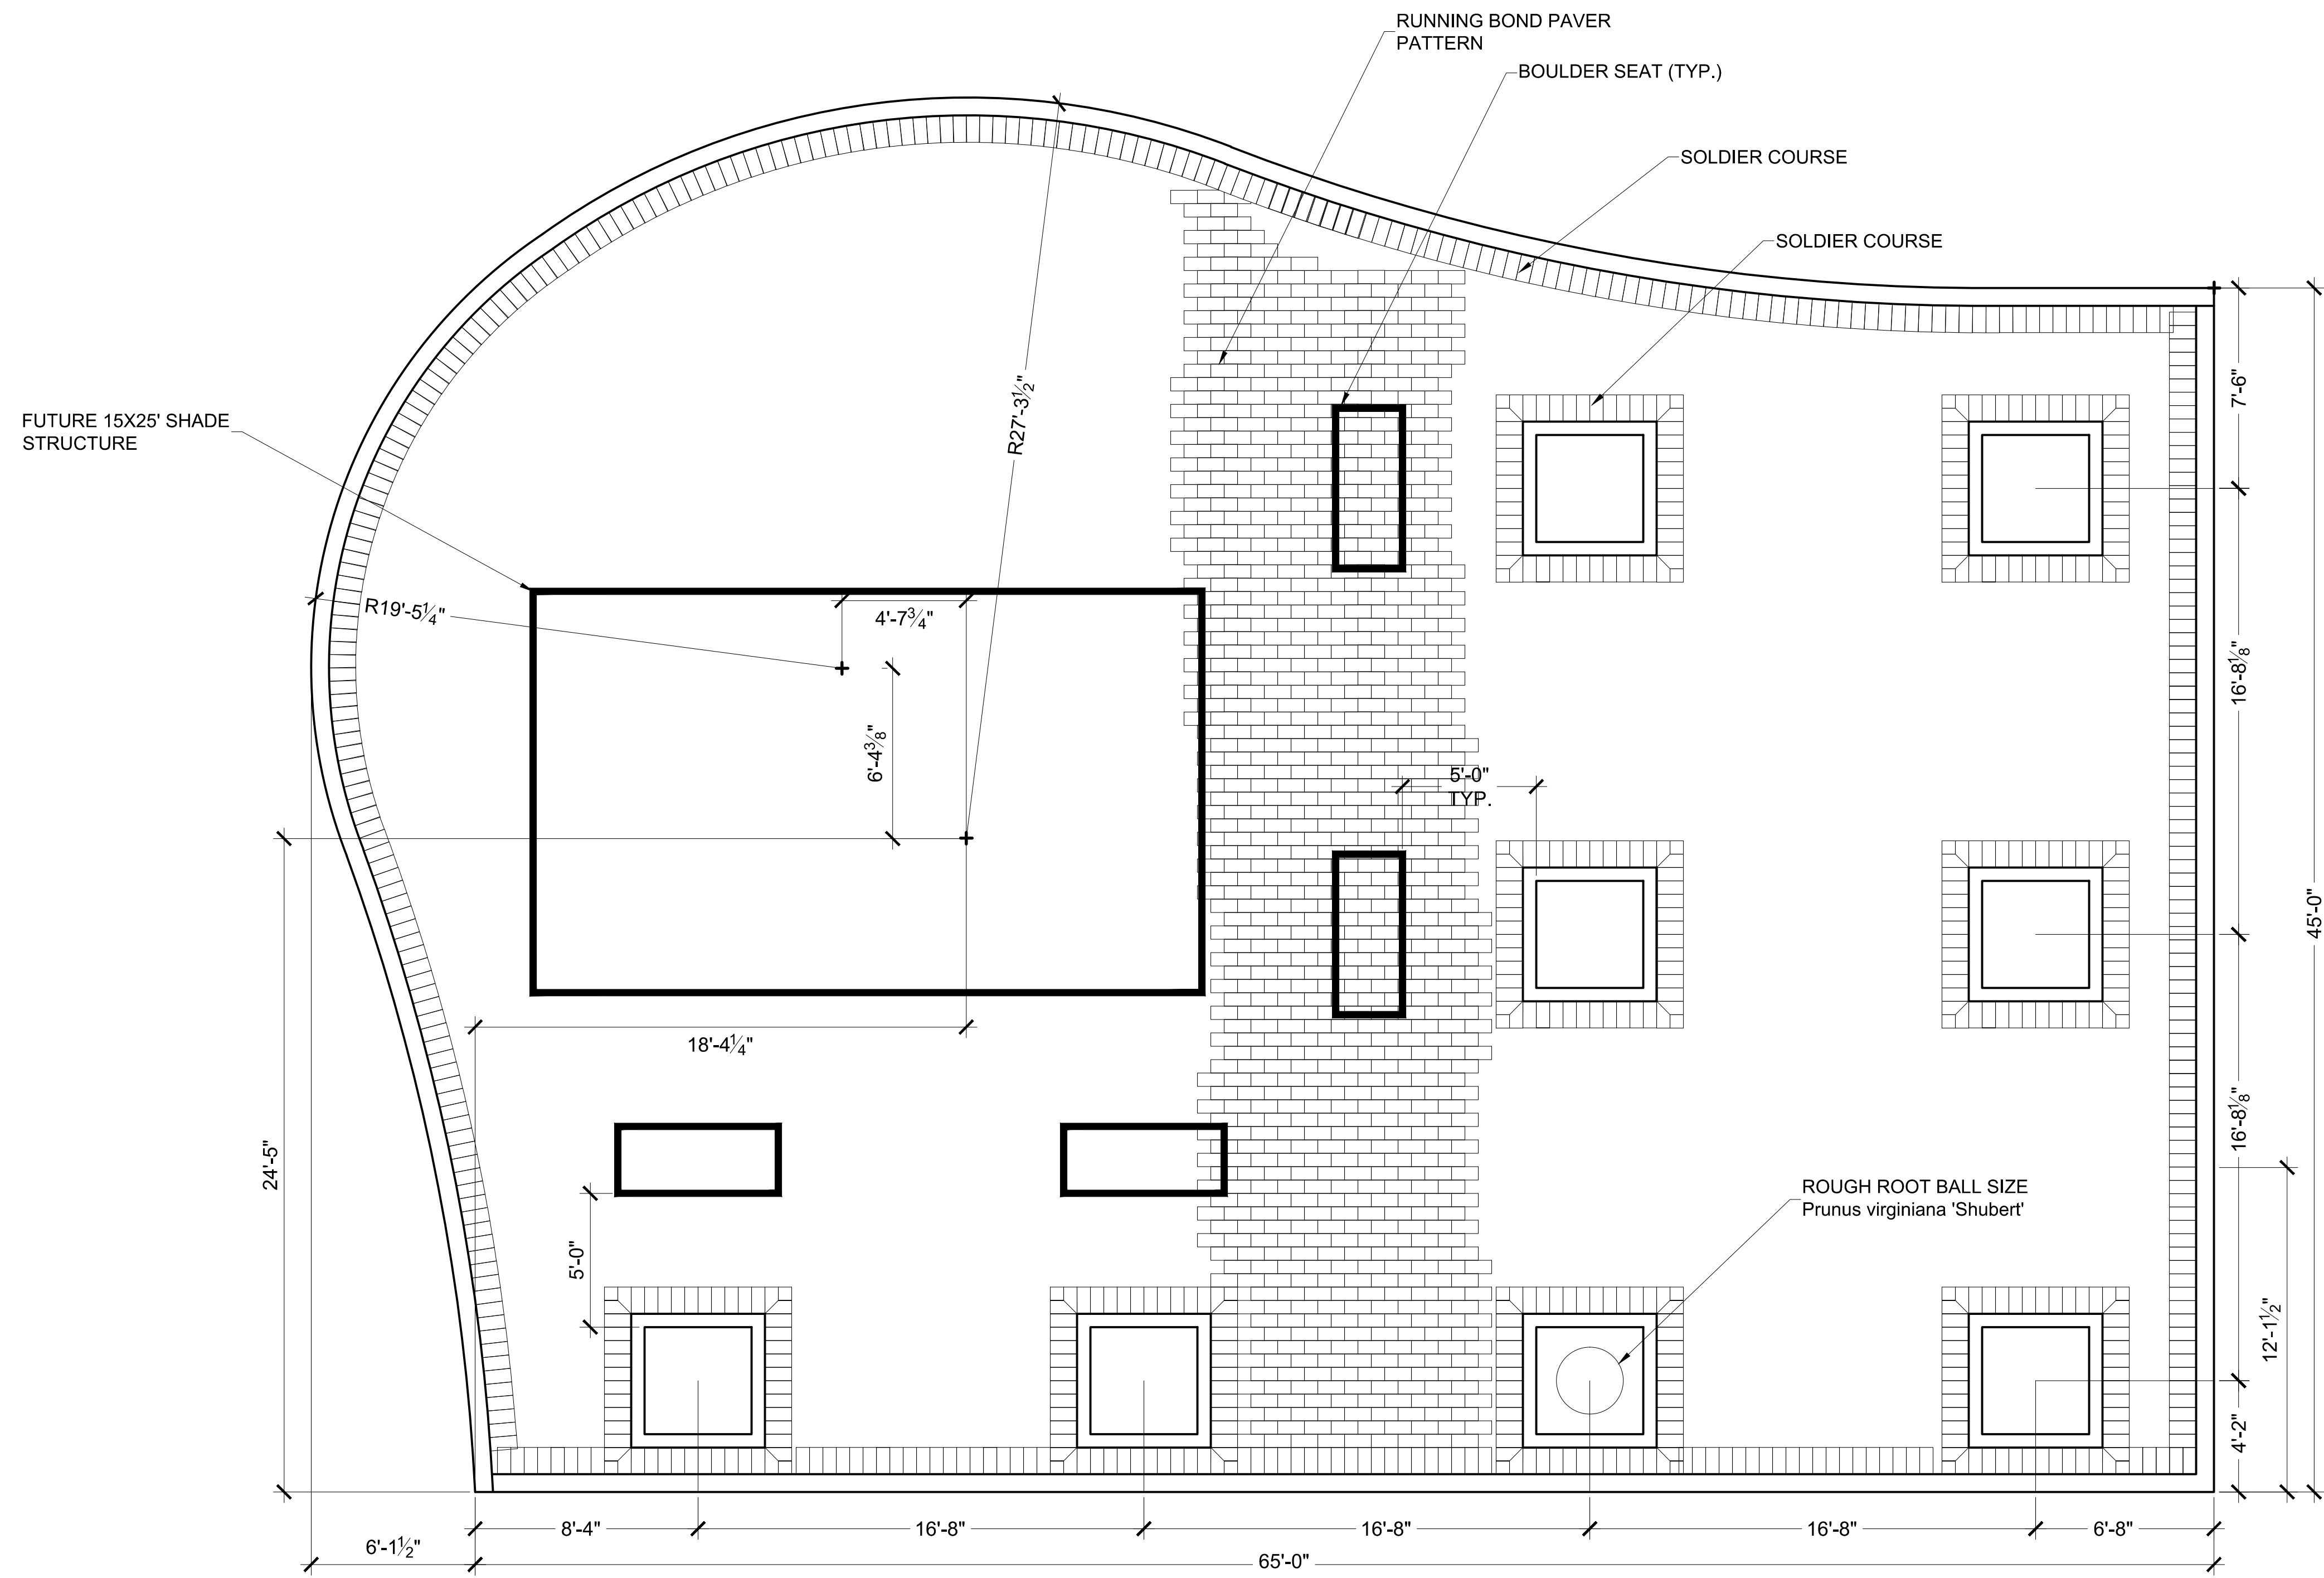 RUNNING BOND PAVER
PATTERN
BOULDER SEAT (TYP.)
SOLDIER COURSE
SOLDIER COURSE
FUTURE 15X25' SHADE
STRUCTURE
R27'-3½"
7'-6"
R19'-5¼"
4'-7¾"
16'-8⅛"
6'-4⅜"
5'-0"
TYP.
45'-0"
18'-4¼"
24'-5"
16'-8⅛"
ROUGH ROOT BALL SIZE
Prunus virginiana 'Shubert'
5'-0"
12'-1½"
4'-2"
8'-4"
16'-8"
16'-8"
16'-8"
6'-8"
6'-1½"
65'-0"